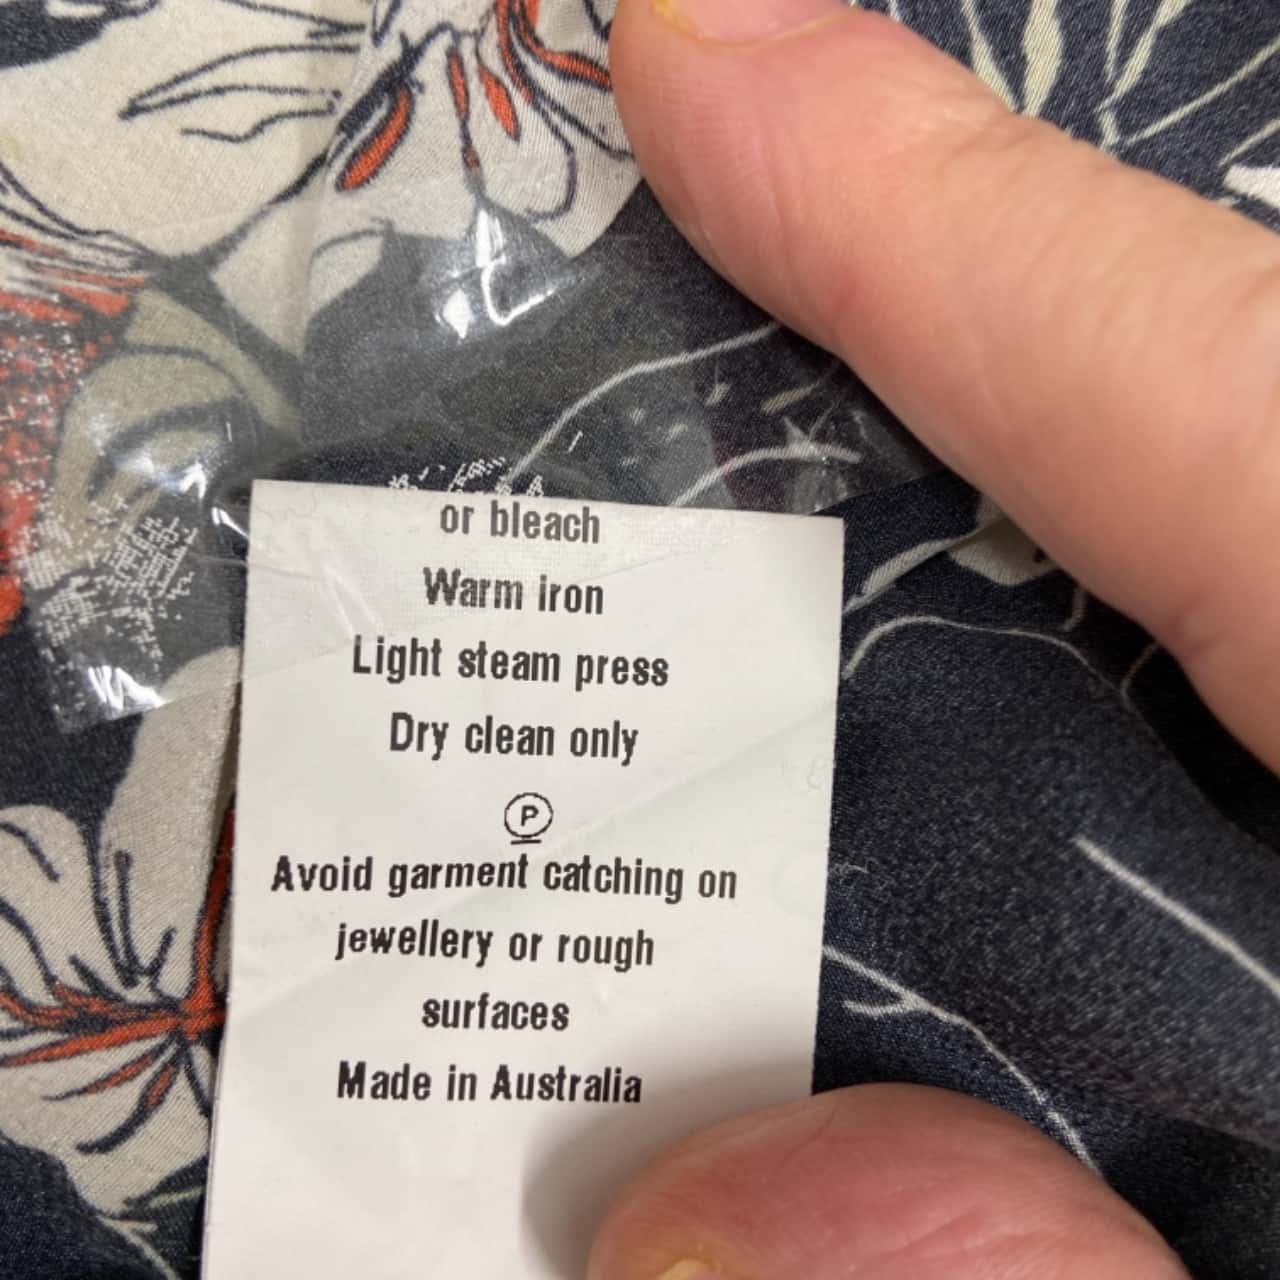 or bleach
Warm iron
Light steam press
Dry clean only
P
Avoid garment catching on
jewellery or rough
surfaces
Made in Australia